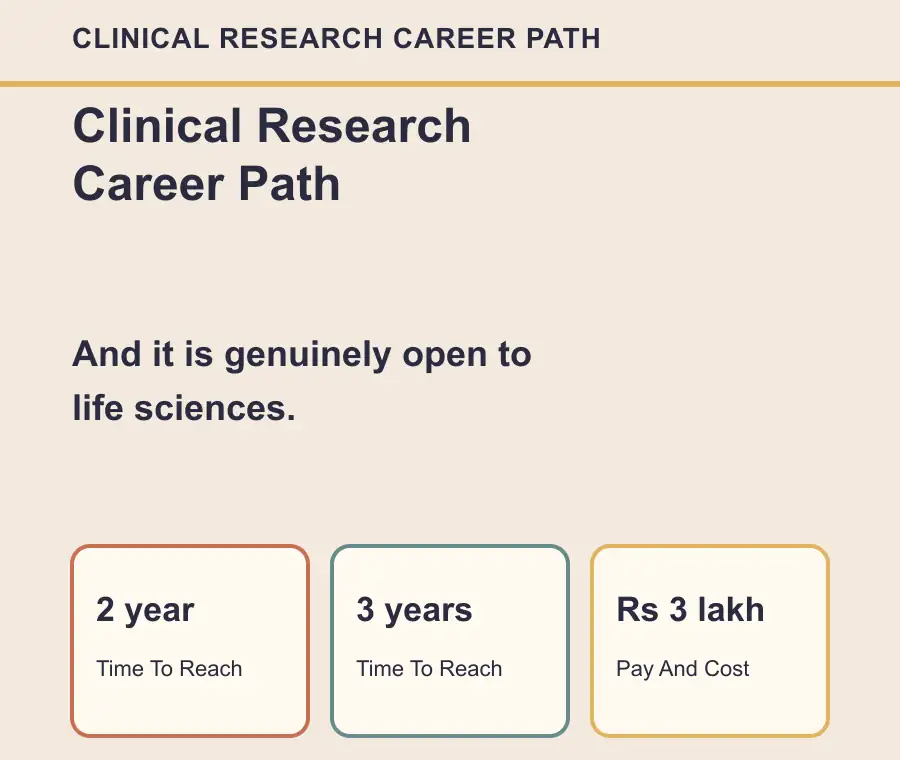 CLINICAL RESEARCH CAREER PATH
Clinical Research
Career Path
And it is genuinely open to
life sciences.
2 year
Time To Reach
3 years
Time To Reach
Rs 3 lakh
Pay And Cost